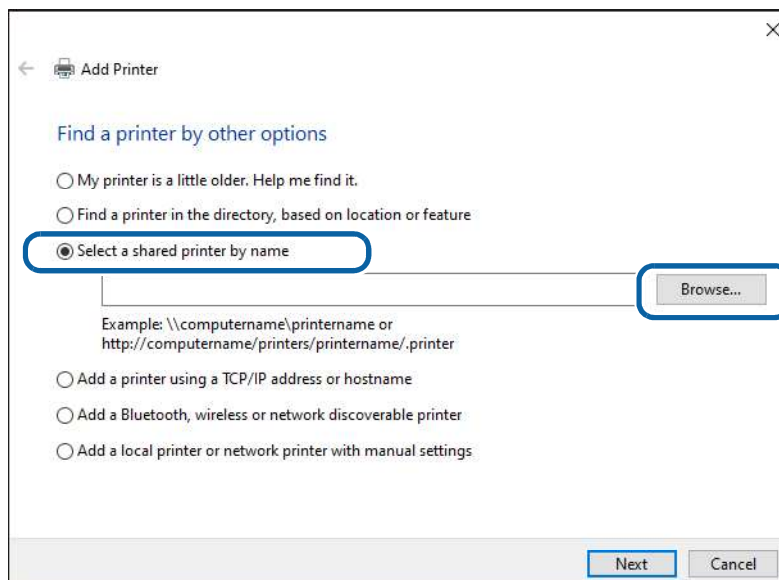 Add Printer
Find a printer by other options
My printer is a little older. Help me find it.
Find a printer in the directory, based on location or feature
Select a shared printer by name
Browse...
Example: \\computername\printername or
http://computername/printers/printername/.printer
Add a printer using a TCP/IP address or hostname
Add a Bluetooth, wireless or network discoverable printer
Add a local printer or network printer with manual settings
Next Cancel